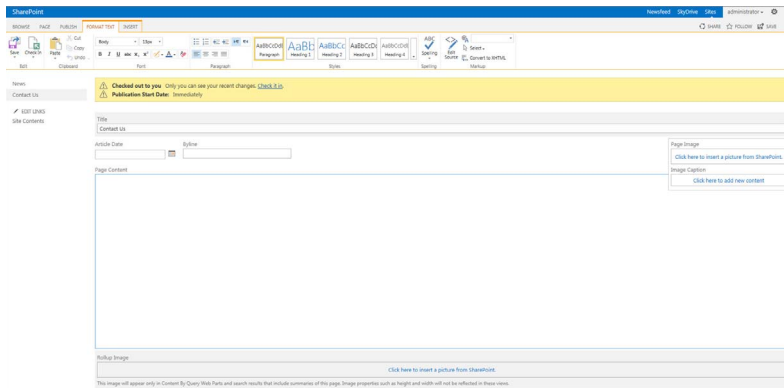 SharePoint Newsfeed SkyDrive Sites administrator
BROWSE PAGE PUBLISH FORMAT TEXT INSERT SHARE FOLLOW SAVE
Save Check In Paste Cut Copy Undo Body 13px Spelling Edit Source Select Convert to XHTML
B I U abc x, x² A
AaBbCcDdI AaBb AaBbCc AaBbCcDc AaBbCcDdI
Paragraph Heading 1 Heading 2 Heading 3 Heading 4
Edit Clipboard Font Paragraph Styles Spelling Markup
News
Contact Us
EDIT LINKS
Site Contents
Checked out to you Only you can see your recent changes. Check it in.
Publication Start Date: Immediately
Title
Contact Us
Article Date Byline
Page Image
Click here to insert a picture from SharePoint.
Image Caption
Click here to add new content
Page Content
Rollup Image
Click here to insert a picture from SharePoint.
This image will appear only in Content By Query Web Parts and search results that include summaries of this page. Image properties such as height and width will not be reflected in these views.